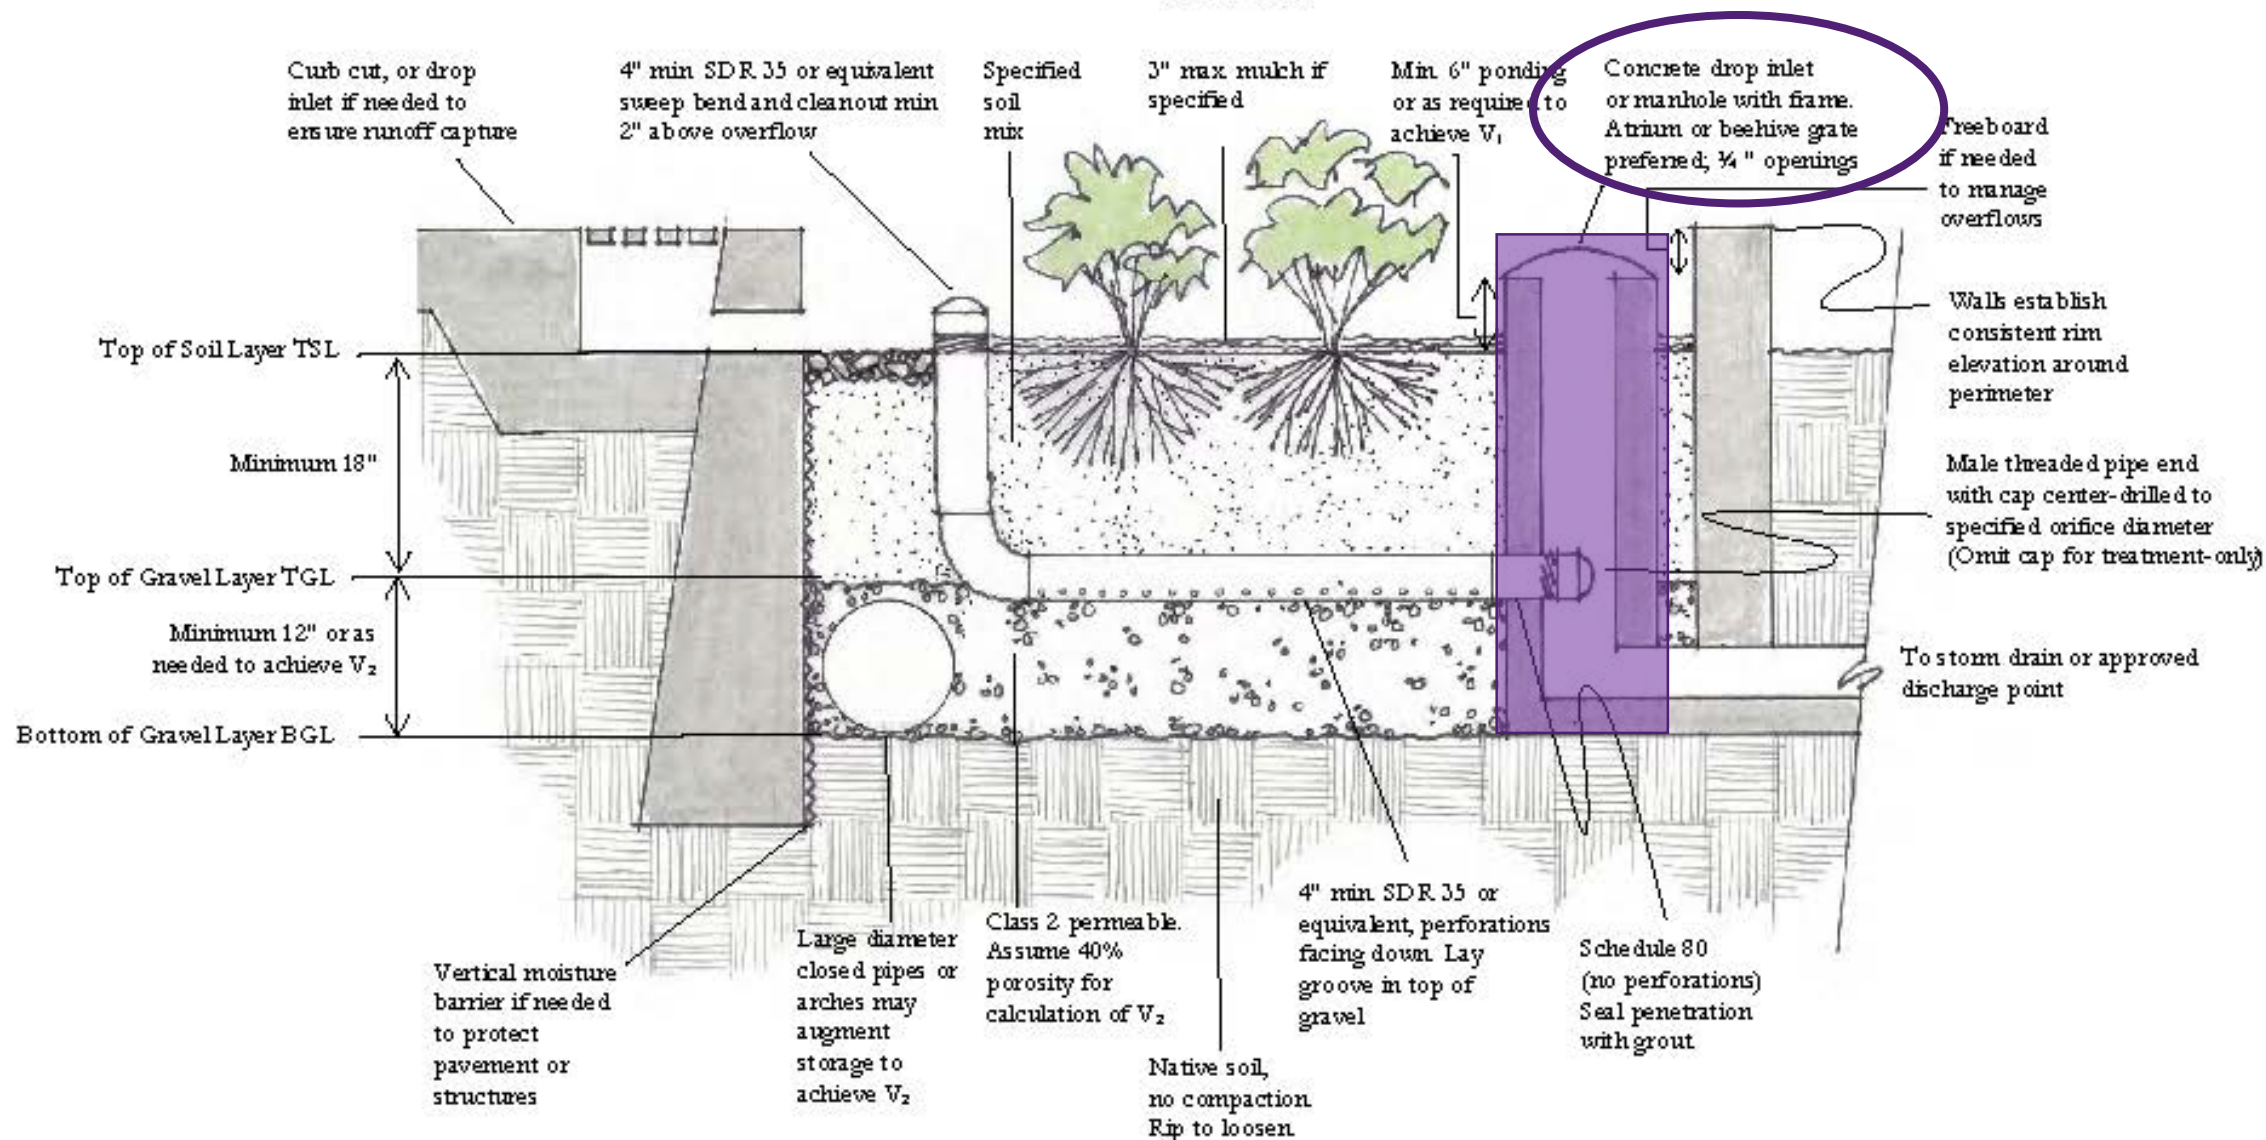 Curb cut, or drop
inlet if needed to
ensure runoff capture
4" min. SDR 35 or equivalent
sweep bend and cleanout min
2" above overflow
Specified
soil
mix
3" max. mulch if
specified
Min. 6" ponding
or as required to
achieve V₁
Concrete drop inlet
or manhole with frame.
Atrium or beehive grate
preferred; ¼ " openings
Freeboard
if needed
to manage
overflows
Walls establish
consistent rim
elevation around
perimeter
Male threaded pipe end
with cap center-drilled to
specified orifice diameter
(Omit cap for treatment-only)
To storm drain or approved
discharge point
Top of Soil Layer TSL
Minimum 18"
Top of Gravel Layer TGL
Minimum 12" or as
needed to achieve V₂
Bottom of Gravel Layer BGL
Vertical moisture
barrier if needed
to protect
pavement or
structures
Large diameter
closed pipes or
arches may
augment
storage to
achieve V₂
Class 2 permeable.
Assume 40%
porosity for
calculation of V₂
Native soil,
no compaction.
Rip to loosen.
4" min. SDR 35 or
equivalent, perforations
facing down. Lay
groove in top of
gravel
Schedule 80
(no perforations)
Seal penetration
with grout.